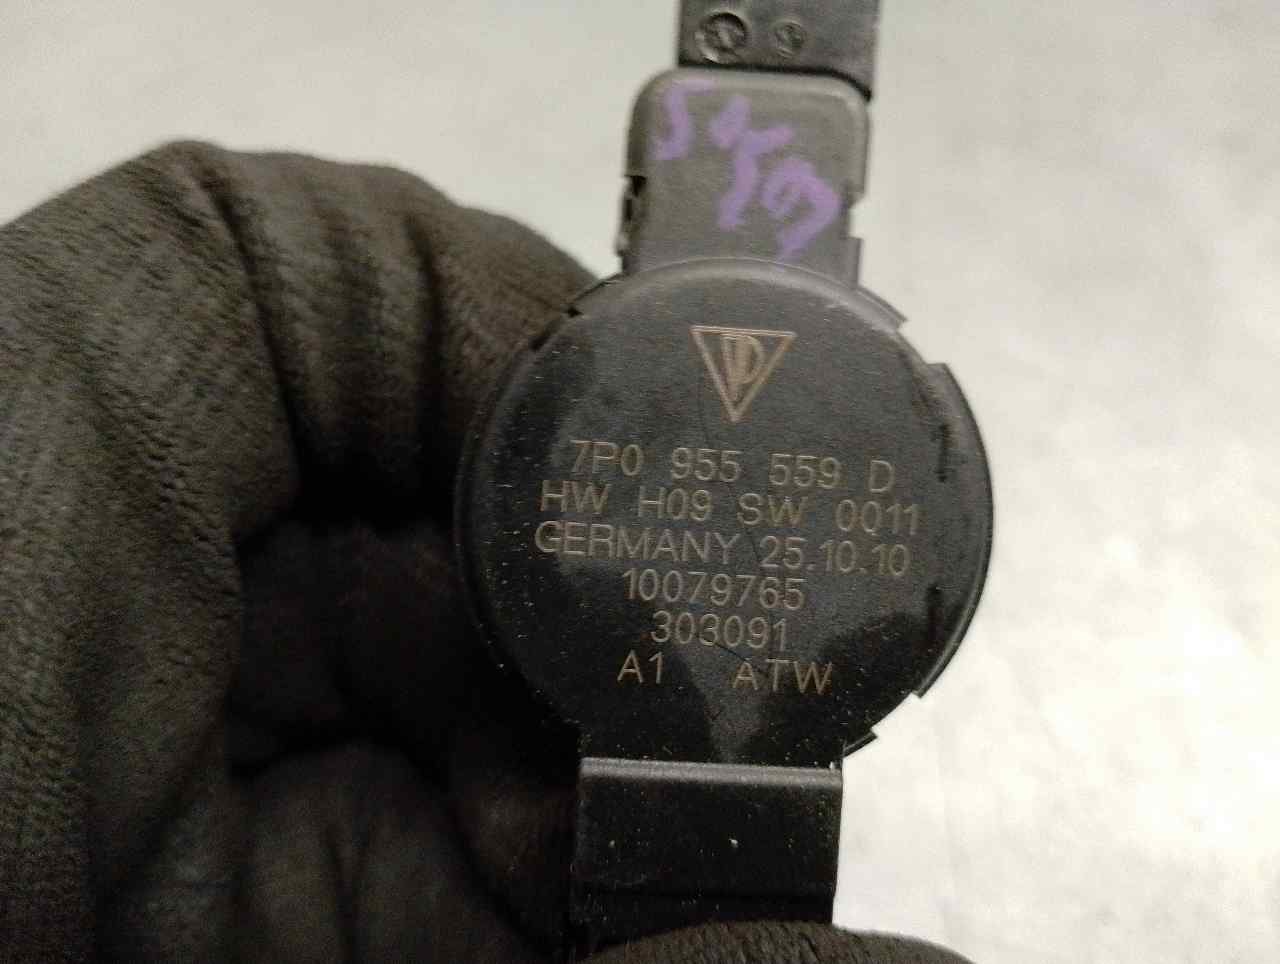 7P0 955 559 D
HW H09 SW 0011
GERMANY 25.10.10
10079765
303091
A1 ATW